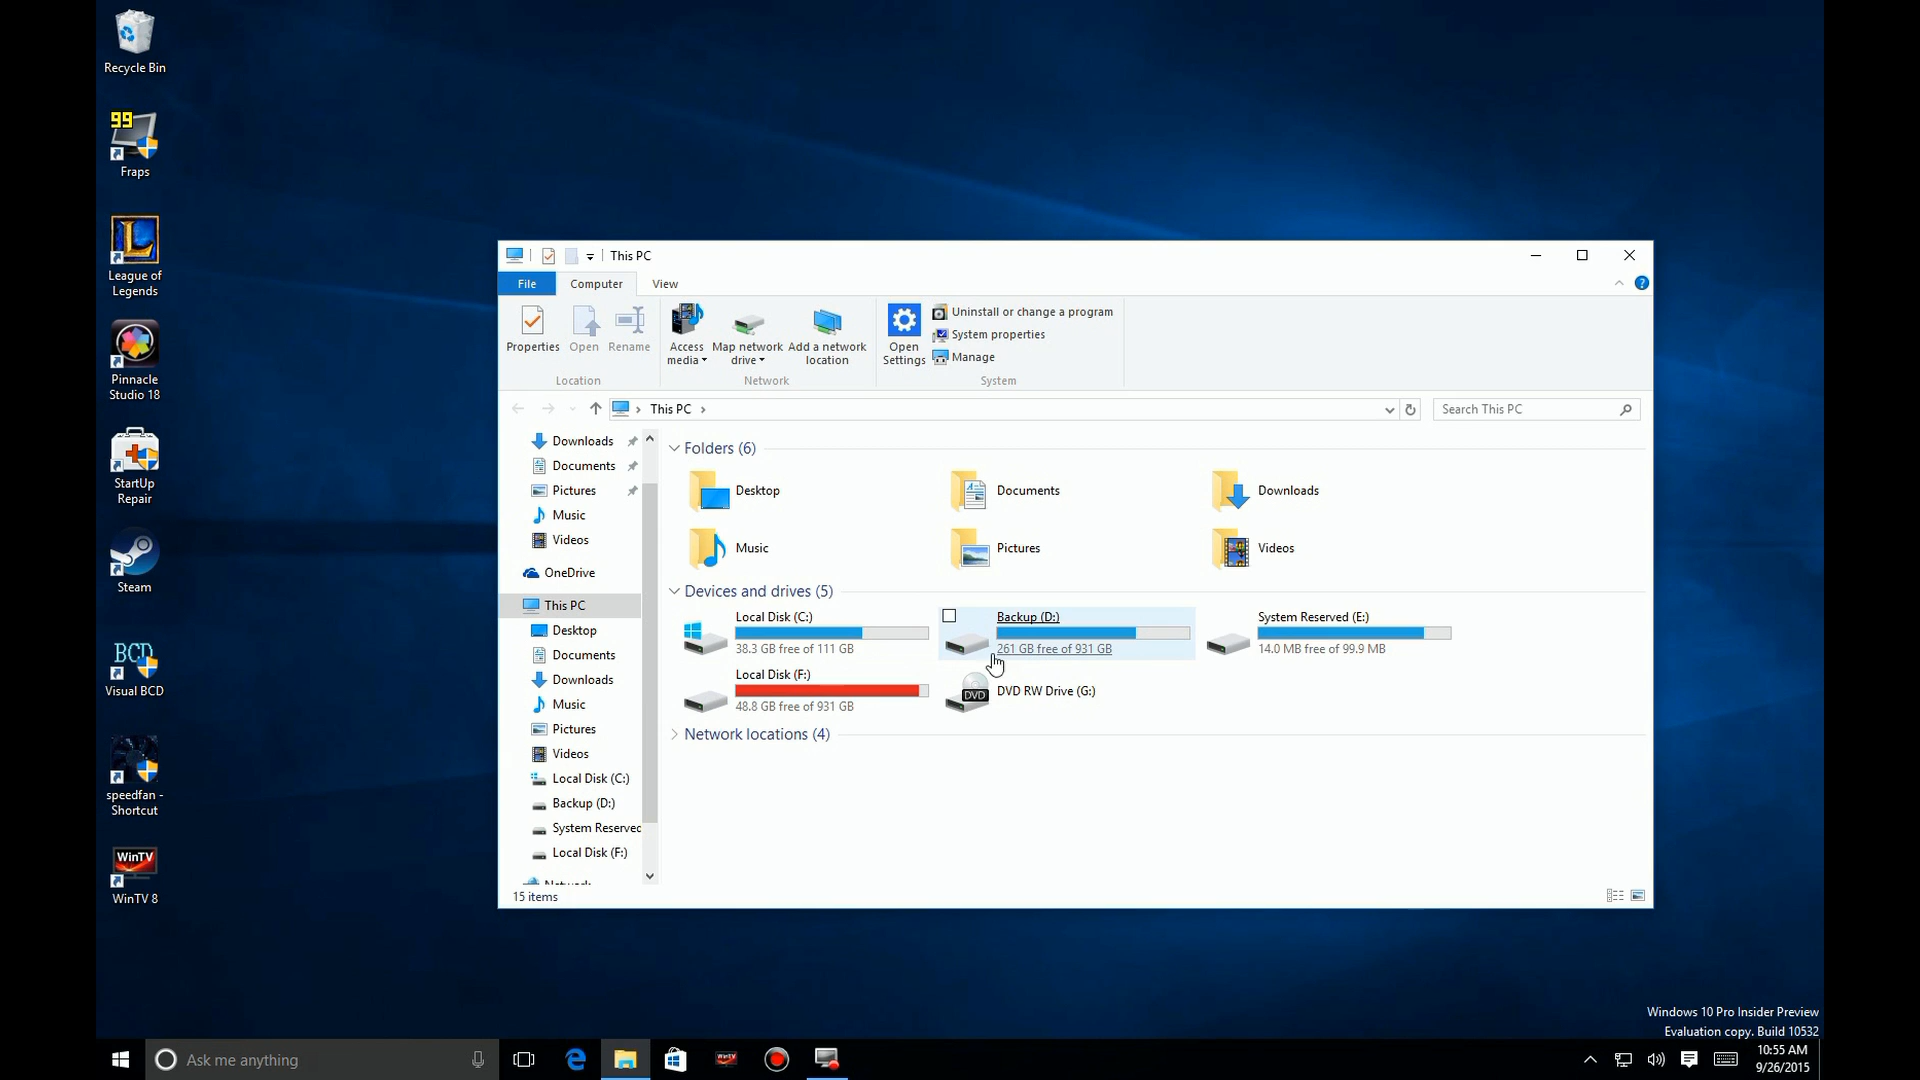 Recycle Bin
99
Fraps
League of
Legends
Pinnacle
Studio 18
StartUp
Repair
Steam
BCD
Visual BCD
speedfan -
Shortcut
WinTV
WinTV 8
This PC
File
Computer
View
Properties
Open
Rename
Location
Access
media
Map network
drive
Add a network
location
Network
Open
Settings
Uninstall or change a program
System properties
Manage
System
This PC
Search This PC
Downloads
Documents
Pictures
Music
Videos
OneDrive
This PC
Desktop
Documents
Downloads
Music
Pictures
Videos
Local Disk (C:)
Backup (D:)
System Reserved
Local Disk (F:)
Network
Folders (6)
Desktop
Documents
Downloads
Music
Pictures
Videos
Devices and drives (5)
Local Disk (C:)
38.3 GB free of 111 GB
Backup (D:)
261 GB free of 931 GB
System Reserved (E:)
14.0 MB free of 99.9 MB
Local Disk (F:)
48.8 GB free of 931 GB
DVD
DVD RW Drive (G:)
Network locations (4)
15 items
Windows 10 Pro Insider Preview
Evaluation copy. Build 10532
Ask me anything
WinTV
10:55 AM
9/26/2015